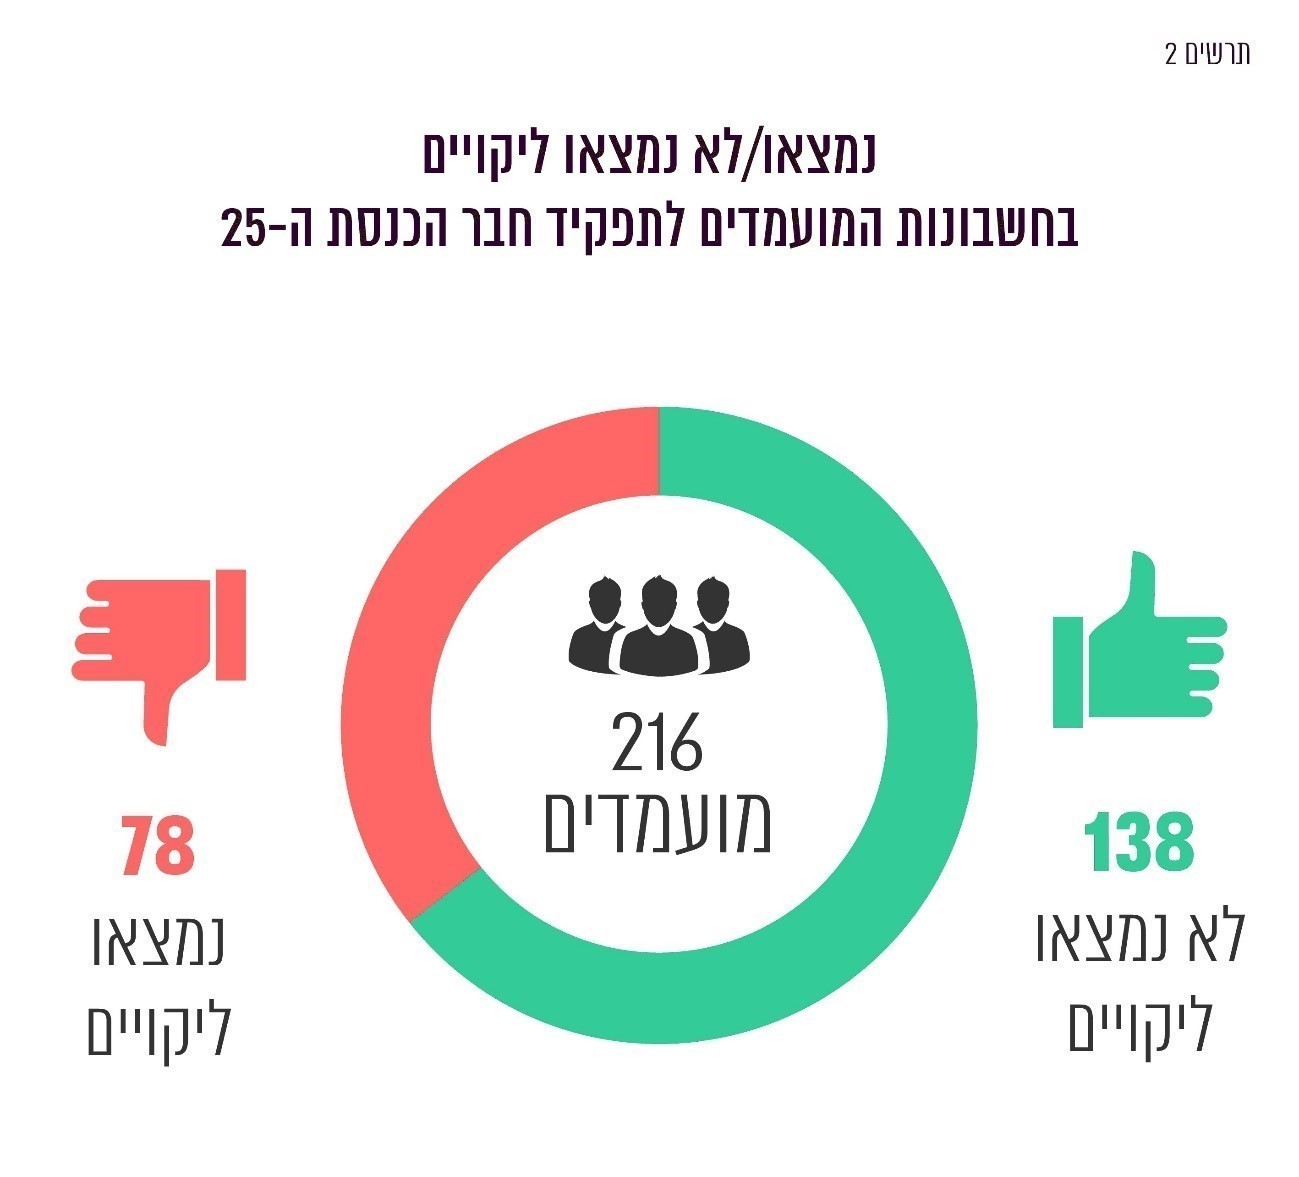 תרשים 2
נמצאו/לא נמצאו ליקויים
בחשבונות המועמדים לתפקיד חבר הכנסת ה-25
216
מועמדים
138
לא נמצאו
ליקויים
78
נמצאו
ליקויים